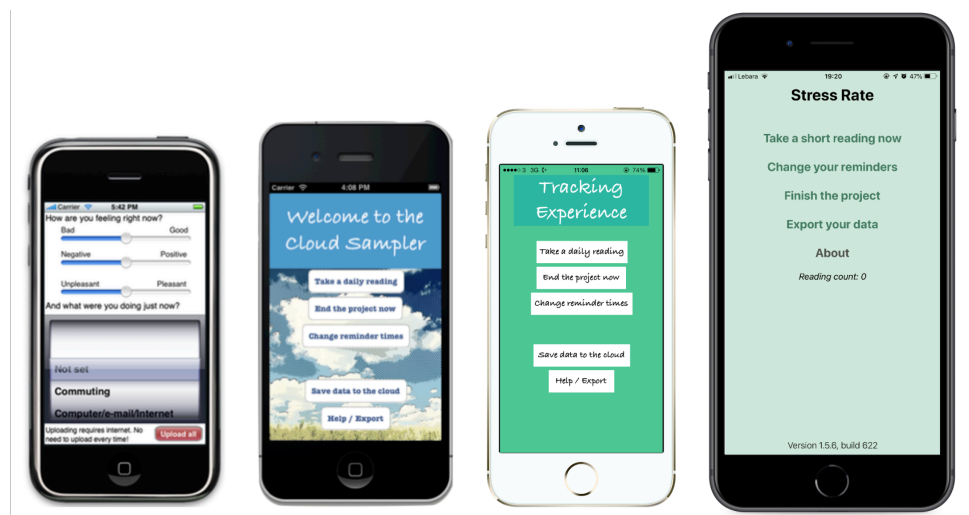 Carrier 5:42 PM
How are you feeling right now?
Bad Good
Negative Positive
Unpleasant Pleasant
And what were you doing just now?
Not set
Commuting
Computer/e-mail/Internet
Uploading requires internet. No
need to upload every time!
Upload all
Carrier 4:08 PM
Welcome to the
Cloud Sampler
Take a daily reading
End the project now
Change reminder times
Save data to the cloud
Help / Export
3 3G 11:06 74%
Tracking
Experience
Take a daily reading
End the project now
Change reminder times
Save data to the cloud
Help / Export
Lebara 19:20 47%
Stress Rate
Take a short reading now
Change your reminders
Finish the project
Export your data
About
Reading count: 0
Version 1.5.6, build 622